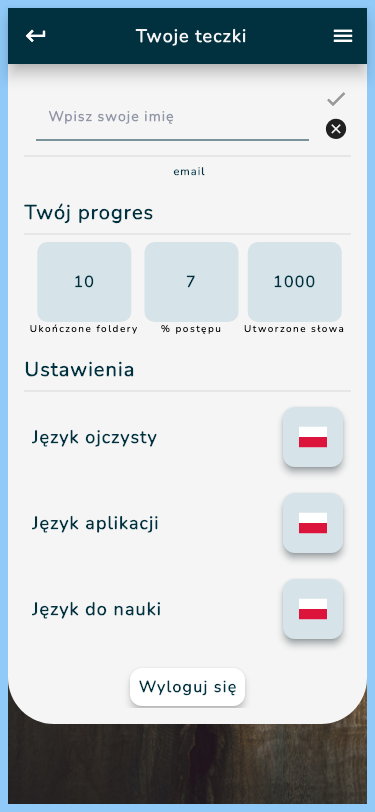 Twoje teczki
Wpisz swoje imię
email
Twój progres
10
7
1000
Ukończone foldery
% postępu
Utworzone słowa
Ustawienia
Język ojczysty
Język aplikacji
Język do nauki
Wyloguj się